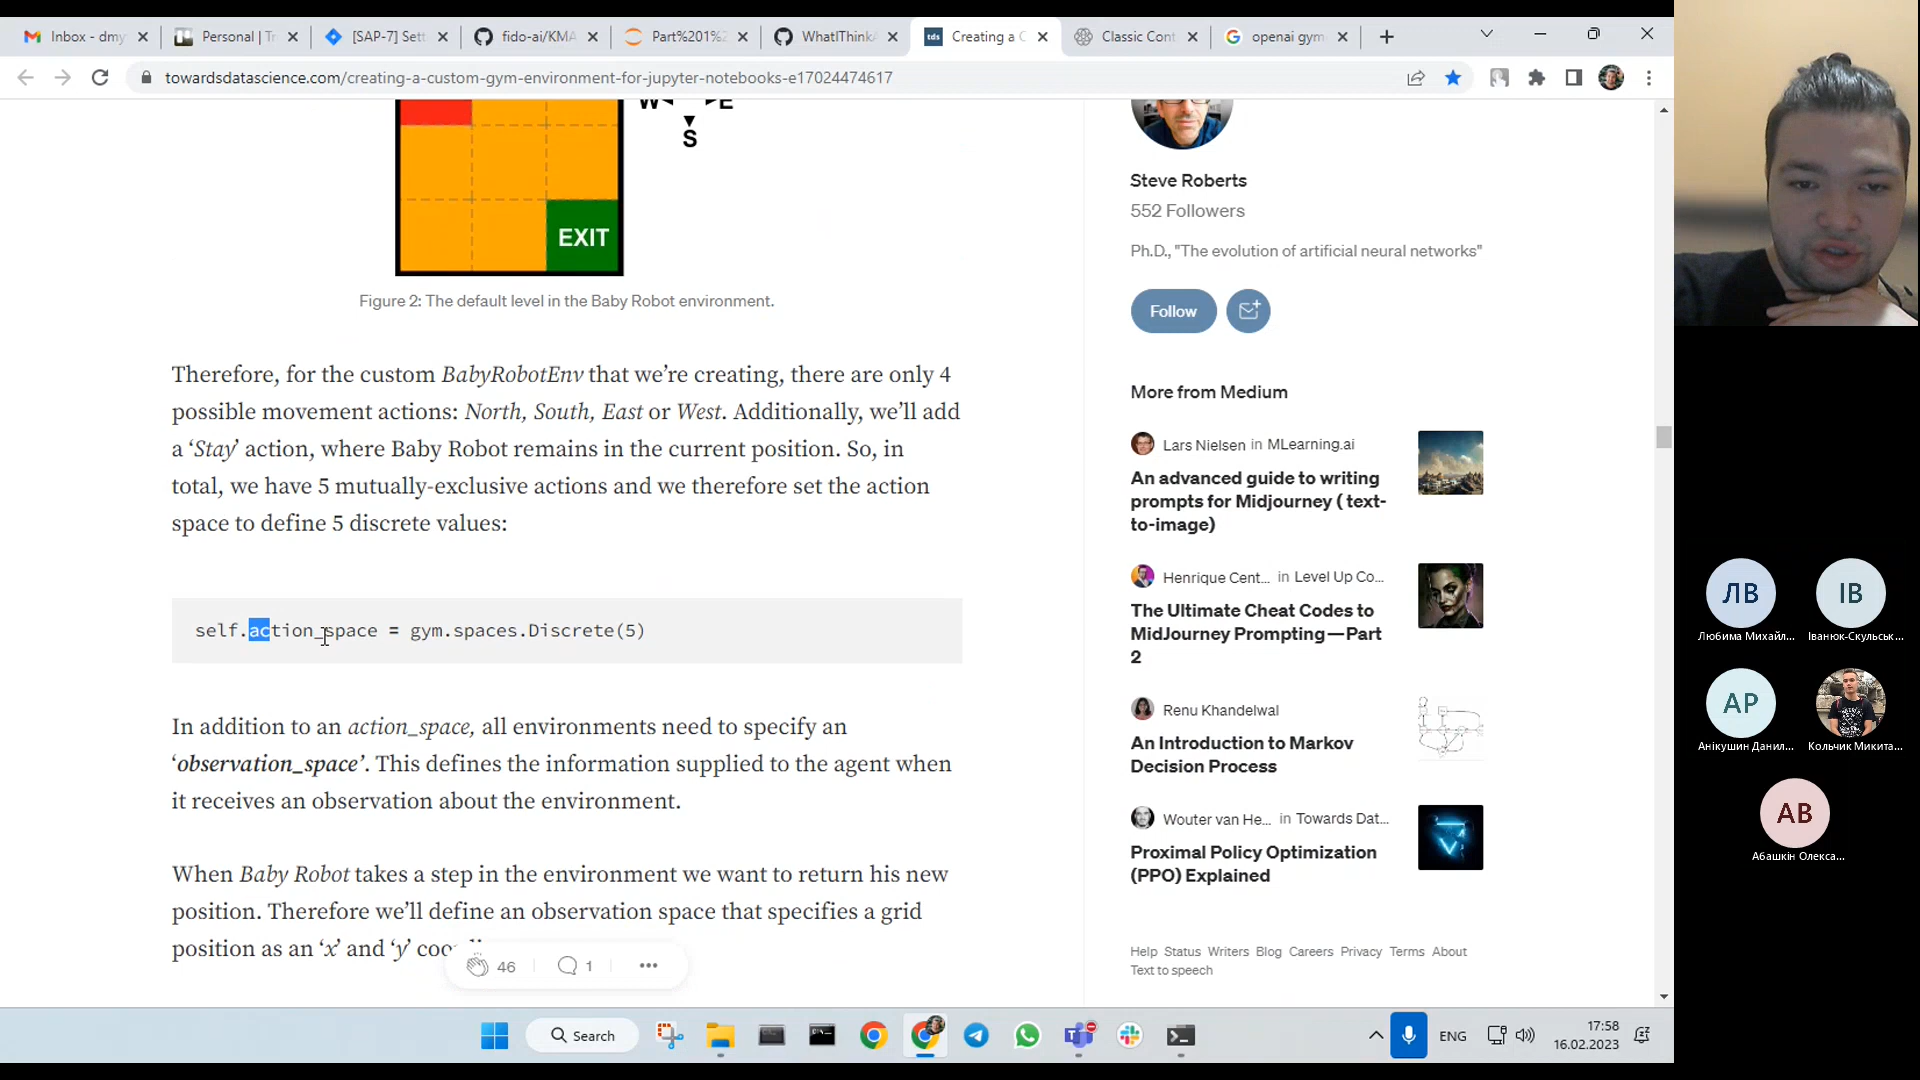 Inbox - dmy
Personal | Tr
[SAP-7] Sett
fido-ai/KMA
Part%201%2
WhatIThink
tds
Creating a C
Classic Cont
openai gym
towardsdatascience.com/creating-a-custom-gym-environment-for-jupyter-notebooks-e17024474617
W E
S
EXIT
Figure 2: The default level in the Baby Robot environment.
Therefore, for the custom BabyRobotEnv that we’re creating, there are only 4
possible movement actions: North, South, East or West. Additionally, we’ll add
a ‘Stay’ action, where Baby Robot remains in the current position. So, in
total, we have 5 mutually-exclusive actions and we therefore set the action
space to define 5 discrete values:
self.action_space = gym.spaces.Discrete(5)
In addition to an action_space, all environments need to specify an
‘observation_space’. This defines the information supplied to the agent when
it receives an observation about the environment.
When Baby Robot takes a step in the environment we want to return his new
position. Therefore we’ll define an observation space that specifies a grid
position as an ‘x’ and ‘y’
46
1
Steve Roberts
552 Followers
Ph.D., "The evolution of artificial neural networks"
Follow
More from Medium
Lars Nielsen in MLearning.ai
An advanced guide to writing
prompts for Midjourney ( text-
to-image)
Henrique Cent... in Level Up Co...
The Ultimate Cheat Codes to
MidJourney Prompting — Part
2
Renu Khandelwal
An Introduction to Markov
Decision Process
Wouter van He... in Towards Dat...
Proximal Policy Optimization
(PPO) Explained
Help Status Writers Blog Careers Privacy Terms About
Text to speech
Search
ENG
17:58
16.02.2023
ЛВ
Любима Михайл...
ІВ
Іванюк-Скульськ...
АР
Анікушин Данил...
Кольчик Микита...
АВ
Абашкін Олекса...